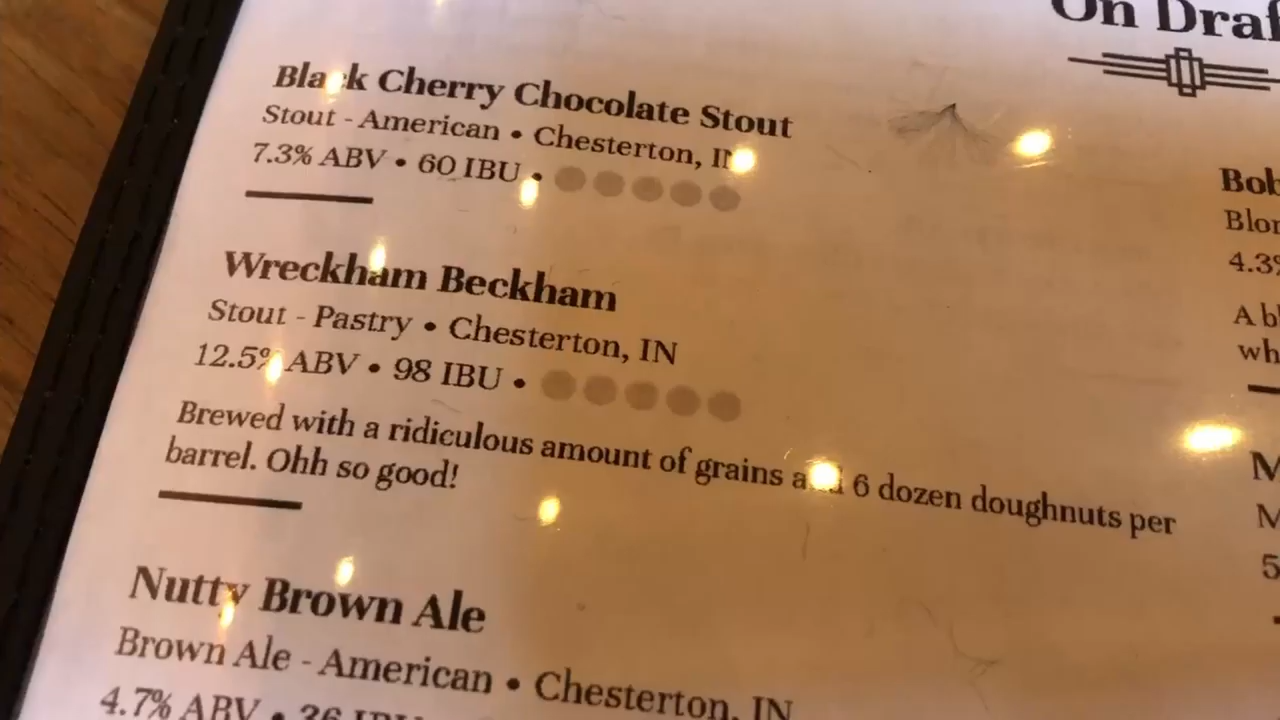 On Draf
Black Cherry Chocolate Stout
Stout - American • Chesterton, IN
7.3% ABV • 60 IBU •
Wreckham Beckham
Stout - Pastry • Chesterton, IN
12.5% ABV • 98 IBU •
Brewed with a ridiculous amount of grains and 6 dozen doughnuts per
barrel. Ohh so good!
Nutty Brown Ale
Brown Ale - American • Chesterton, IN
4.7% ABV • 26 IBU
Bob
Blon
4.3%
A bl
wh
M
M
5